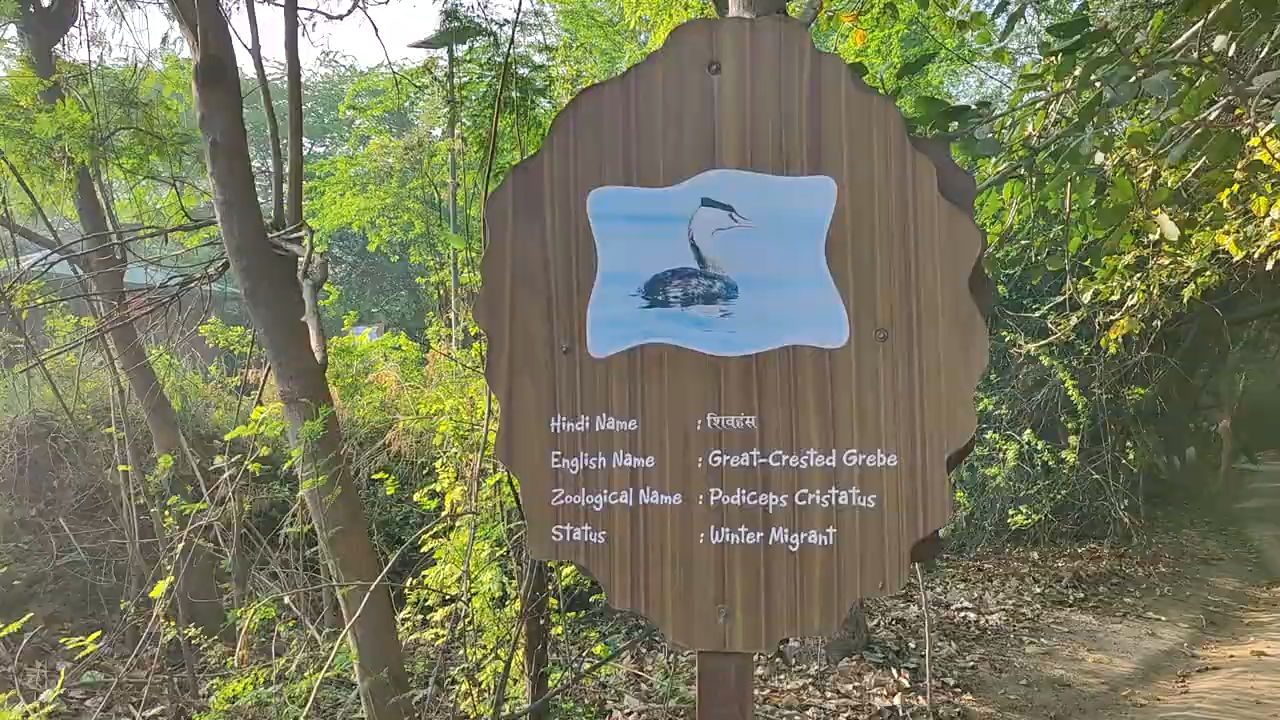 Hindi Name : शिवहंस
English Name : Great-Crested Grebe
Zoological Name : Podiceps Cristatus
Status : Winter Migrant